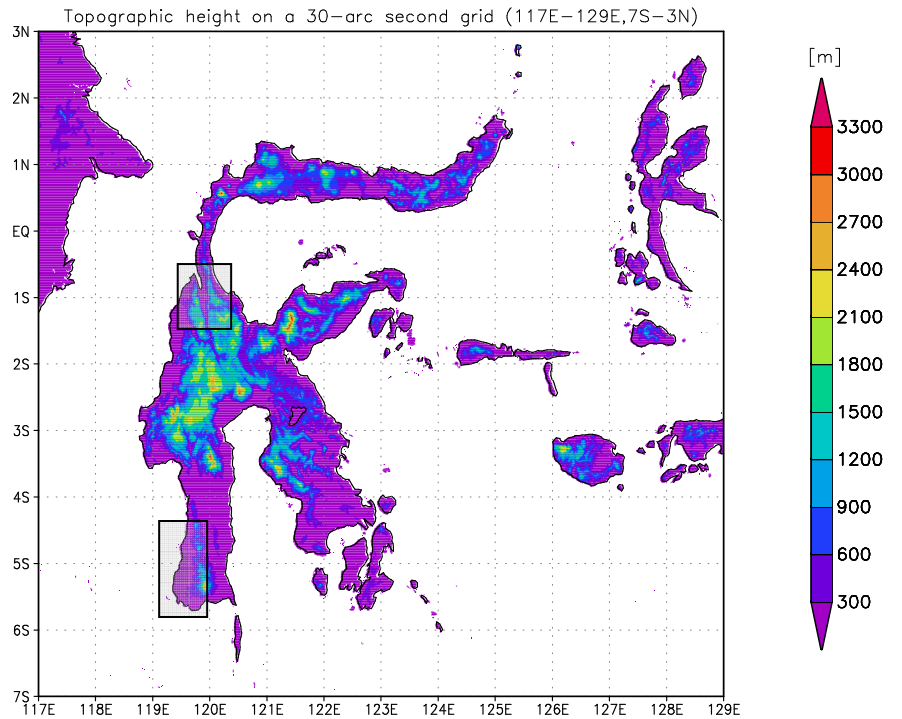 Topographic height on a 30-arc second grid (117E-129E,7S-3N)
[m]
3N
2N
1N
EQ
1S
2S
3S
4S
5S
6S
7S
117E 118E 119E 120E 121E 122E 123E 124E 125E 126E 127E 128E 129E
3300
3000
2700
2400
2100
1800
1500
1200
900
600
300